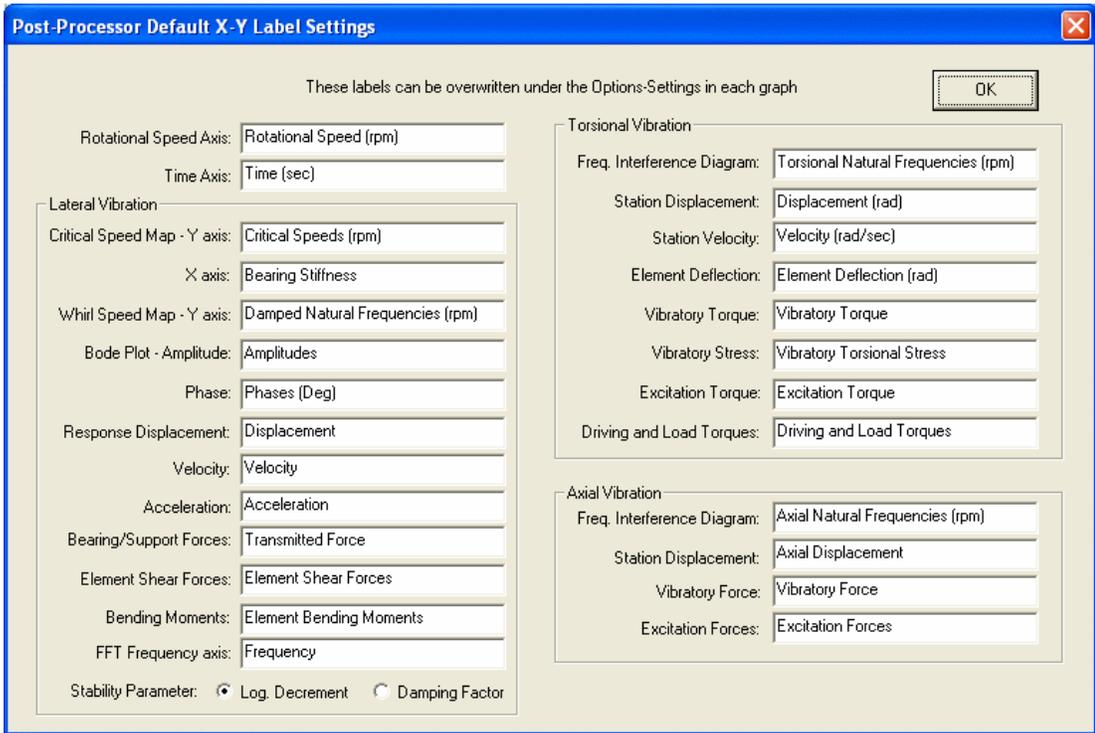 Post-Processor Default X-Y Label Settings
These labels can be overwritten under the Options-Settings in each graph
OK
Rotational Speed Axis: Rotational Speed (rpm)
Time Axis: Time (sec)
Lateral Vibration
Critical Speed Map - Y axis: Critical Speeds (rpm)
X axis: Bearing Stiffness
Whirl Speed Map - Y axis: Damped Natural Frequencies (rpm)
Bode Plot - Amplitude: Amplitudes
Phase: Phases (Deg)
Response Displacement: Displacement
Velocity: Velocity
Acceleration: Acceleration
Bearing/Support Forces: Transmitted Force
Element Shear Forces: Element Shear Forces
Bending Moments: Element Bending Moments
FFT Frequency axis: Frequency
Stability Parameter: Log. Decrement Damping Factor
Torsional Vibration
Freq. Interference Diagram: Torsional Natural Frequencies (rpm)
Station Displacement: Displacement (rad)
Station Velocity: Velocity (rad/sec)
Element Deflection: Element Deflection (rad)
Vibratory Torque: Vibratory Torque
Vibratory Stress: Vibratory Torsional Stress
Excitation Torque: Excitation Torque
Driving and Load Torques: Driving and Load Torques
Axial Vibration
Freq. Interference Diagram: Axial Natural Frequencies (rpm)
Station Displacement: Axial Displacement
Vibratory Force: Vibratory Force
Excitation Forces: Excitation Forces